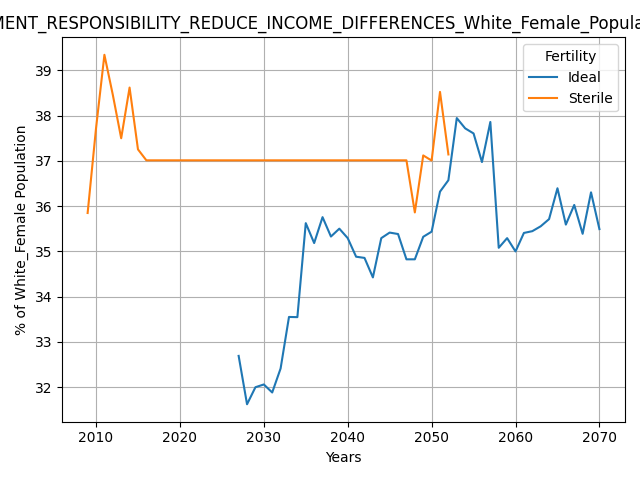 MENT_RESPONSIBILITY_REDUCE_INCOME_DIFFERENCES_White_Female_Popula
Fertility
Ideal
Sterile
% of White_Female Population
39
38
37
36
35
34
33
32
2010
2020
2030
2040
2050
2060
2070
Years